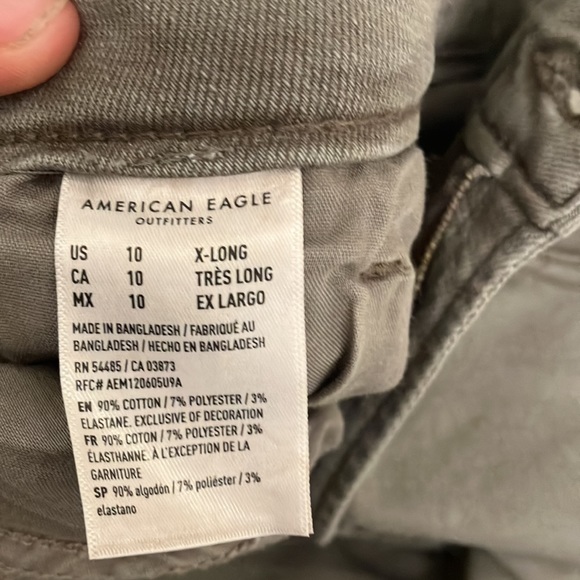 AMERICAN EAGLE
OUTFITTERS
US 10 X-LONG
CA 10 TRÈS LONG
MX 10 EX LARGO
MADE IN BANGLADESH / FABRIQUÉ AU
BANGLADESH / HECHO EN BANGLADESH
RN 54485 / CA 03873
RFC# AEM120605U9A
EN 90% COTTON / 7% POLYESTER / 3%
ELASTANE. EXCLUSIVE OF DECORATION
FR 90% COTON / 7% POLYESTER / 3%
ÉLASTHANNE. À L'EXCEPTION DE LA
GARNITURE
SP 90% algodón / 7% poliéster / 3%
elastano